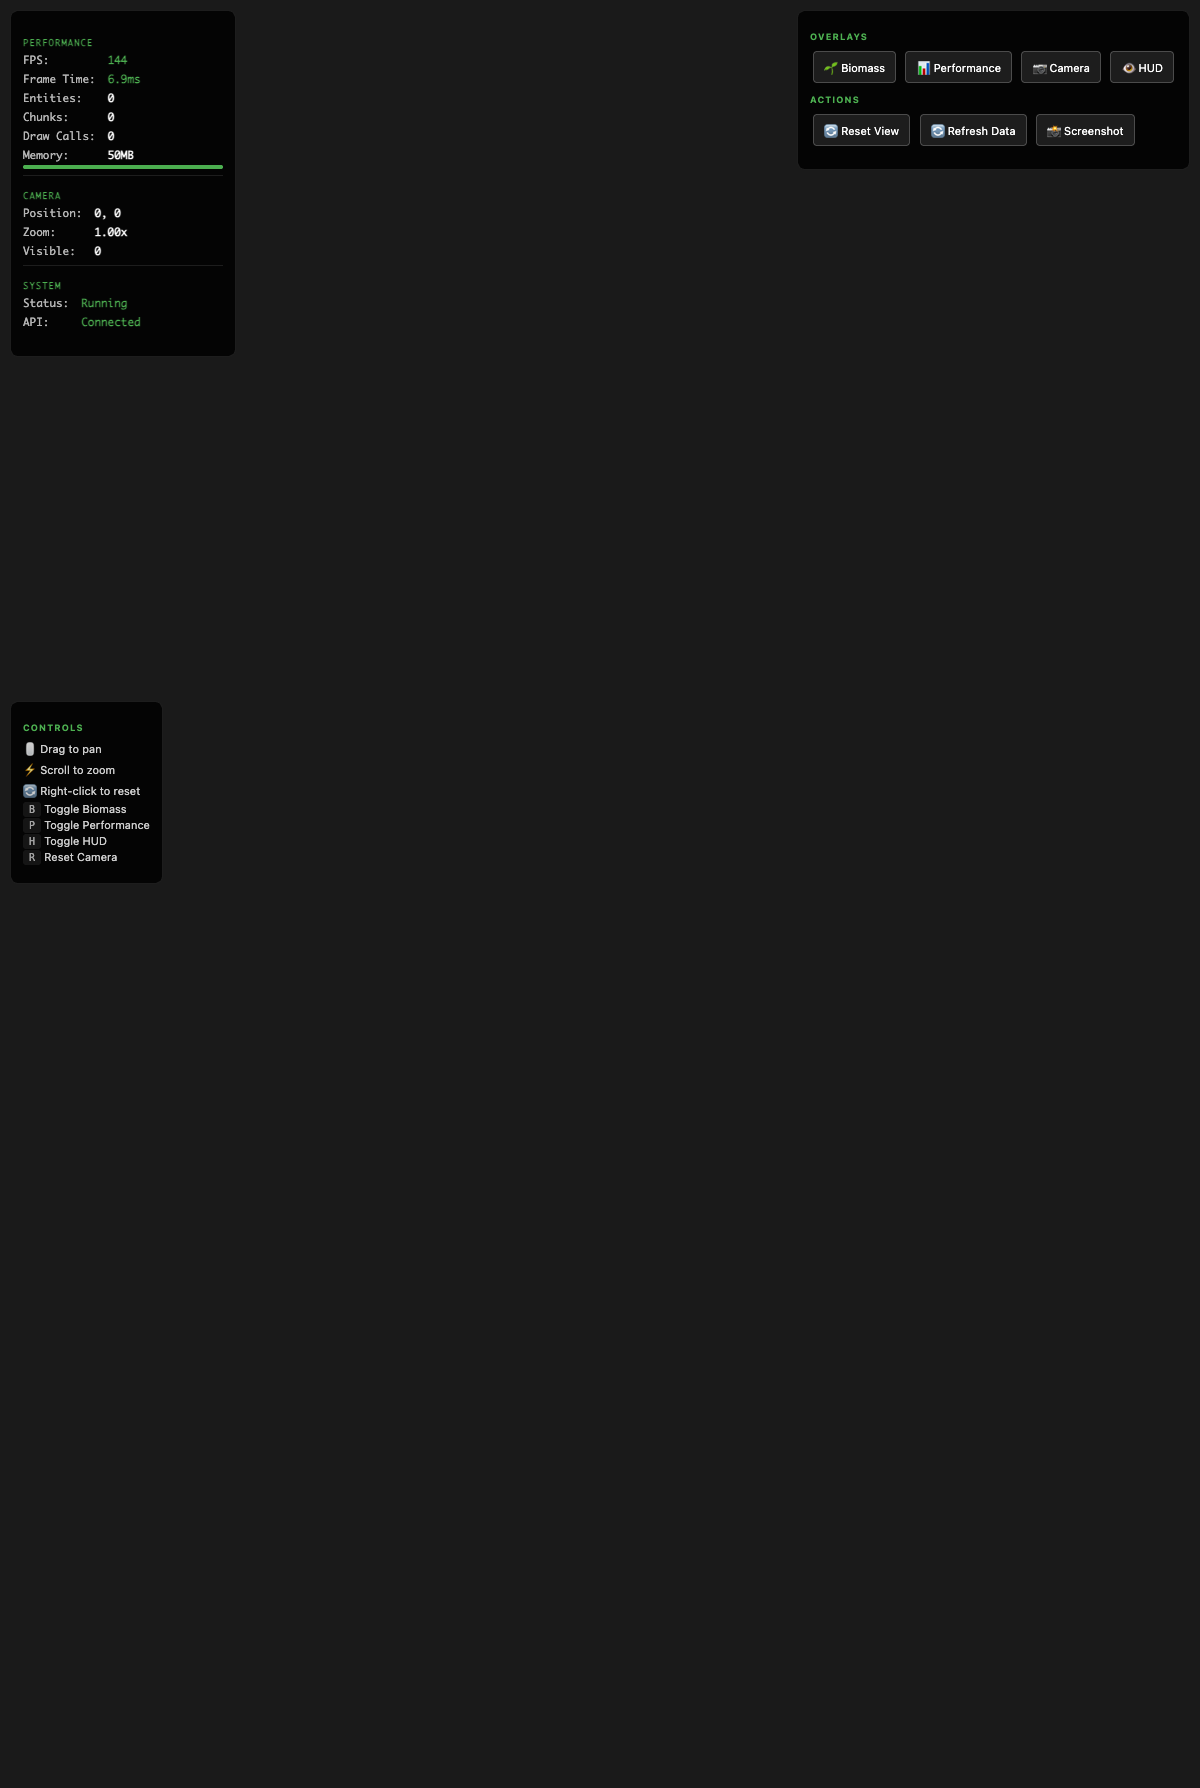 PERFORMANCE
FPS: 144
Frame Time: 6.9ms
Entities: 0
Chunks: 0
Draw Calls: 0
Memory: 50MB
CAMERA
Position: 0, 0
Zoom: 1.00x
Visible: 0
SYSTEM
Status: Running
API: Connected
OVERLAYS
🌱 Biomass 📊 Performance 📷 Camera 👁️ HUD
ACTIONS
🔄 Reset View 🔄 Refresh Data 📸 Screenshot
CONTROLS
🖱️ Drag to pan
⚡ Scroll to zoom
🔄 Right-click to reset
B Toggle Biomass
P Toggle Performance
H Toggle HUD
R Reset Camera